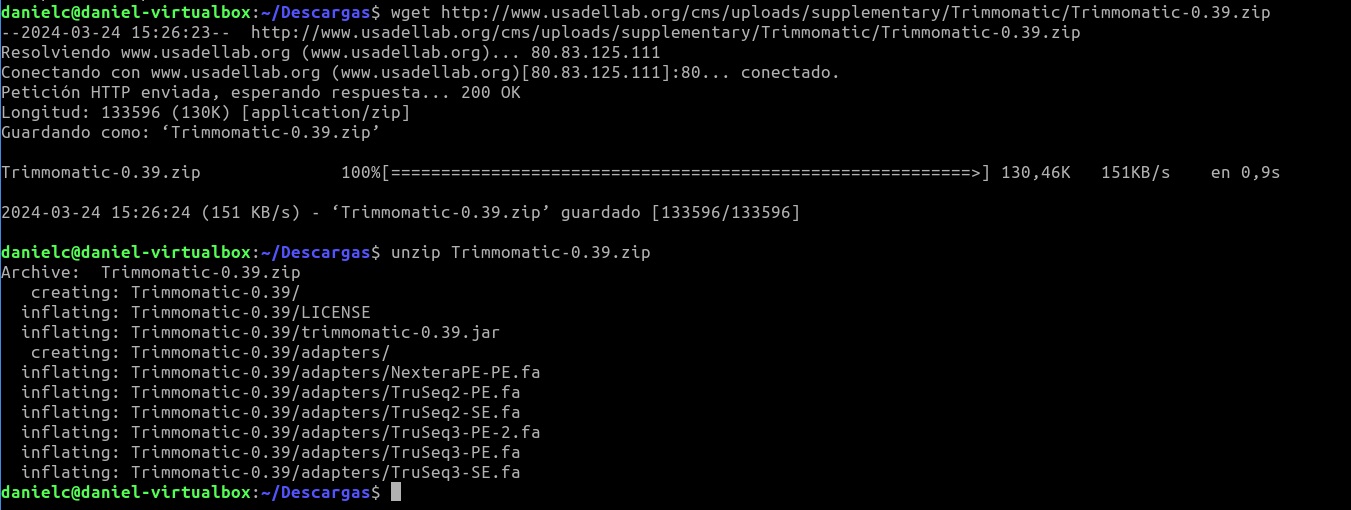 danielc@daniel-virtualbox:~/Descargas$ wget http://www.usadellab.org/cms/uploads/supplementary/Trimmomatic/Trimmomatic-0.39.zip
--2024-03-24 15:26:23--  http://www.usadellab.org/cms/uploads/supplementary/Trimmomatic/Trimmomatic-0.39.zip
Resolviendo www.usadellab.org (www.usadellab.org)... 80.83.125.111
Conectando con www.usadellab.org (www.usadellab.org)[80.83.125.111]:80... conectado.
Petición HTTP enviada, esperando respuesta... 200 OK
Longitud: 133596 (130K) [application/zip]
Guardando como: ‘Trimmomatic-0.39.zip’
Trimmomatic-0.39.zip              100%[==========================================================>] 130,46K   151KB/s    en 0,9s
2024-03-24 15:26:24 (151 KB/s) - ‘Trimmomatic-0.39.zip’ guardado [133596/133596]
danielc@daniel-virtualbox:~/Descargas$ unzip Trimmomatic-0.39.zip
Archive:  Trimmomatic-0.39.zip
   creating: Trimmomatic-0.39/
  inflating: Trimmomatic-0.39/LICENSE
  inflating: Trimmomatic-0.39/trimmomatic-0.39.jar
   creating: Trimmomatic-0.39/adapters/
  inflating: Trimmomatic-0.39/adapters/NexteraPE-PE.fa
  inflating: Trimmomatic-0.39/adapters/TruSeq2-PE.fa
  inflating: Trimmomatic-0.39/adapters/TruSeq2-SE.fa
  inflating: Trimmomatic-0.39/adapters/TruSeq3-PE-2.fa
  inflating: Trimmomatic-0.39/adapters/TruSeq3-PE.fa
  inflating: Trimmomatic-0.39/adapters/TruSeq3-SE.fa
danielc@daniel-virtualbox:~/Descargas$